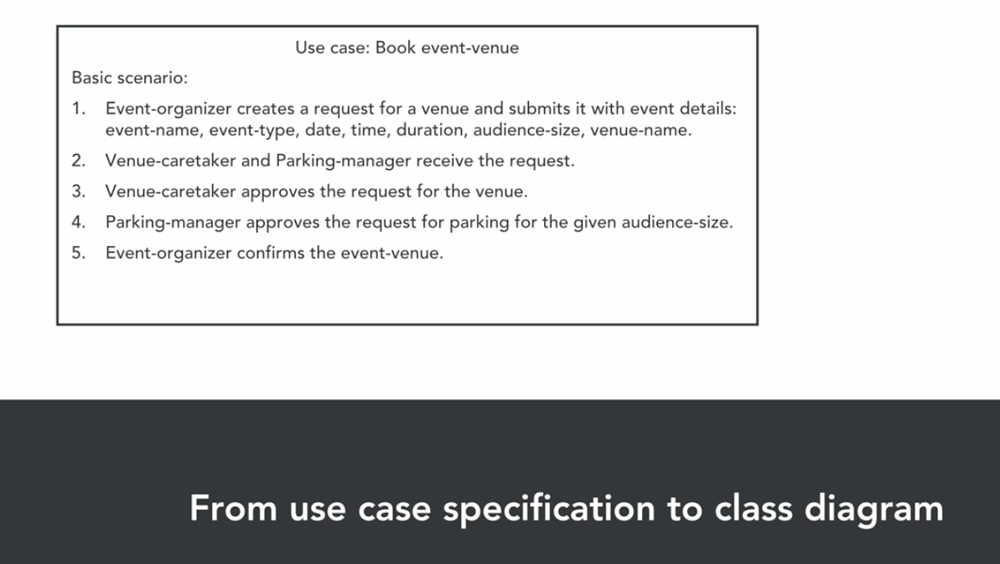 Use case: Book event-venue
Basic scenario:
1. Event-organizer creates a request for a venue and submits it with event details:
event-name, event-type, date, time, duration, audience-size, venue-name.
2. Venue-caretaker and Parking-manager receive the request.
3. Venue-caretaker approves the request for the venue.
4. Parking-manager approves the request for parking for the given audience-size.
5. Event-organizer confirms the event-venue.
From use case specification to class diagram